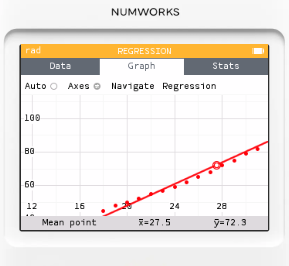 NUMWORKS
rad REGRESSION
Data Graph Stats
Auto Axes Navigate Regression
100
80
60
12 16 20 24 28
40
Mean point x̄=27.5 ȳ=72.3